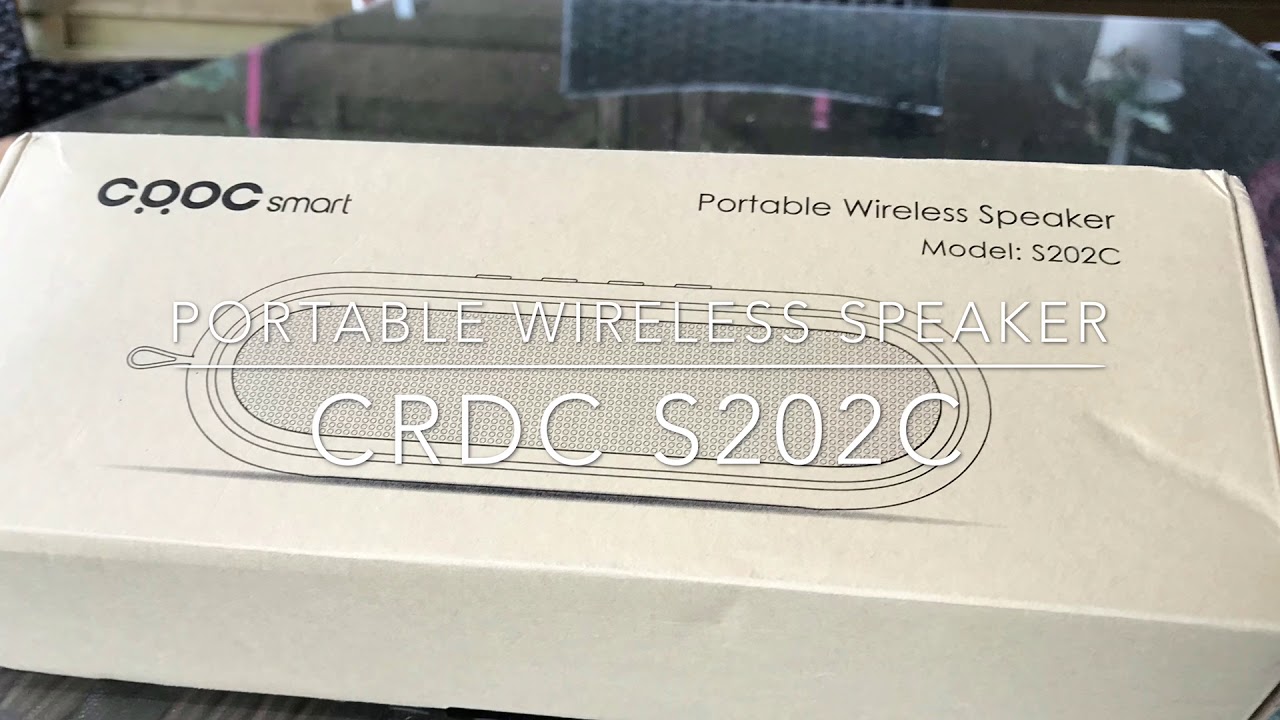 COOC smart
Portable Wireless Speaker
Model: S202C
PORTABLE WIRELESS SPEAKER
CRDC S202C